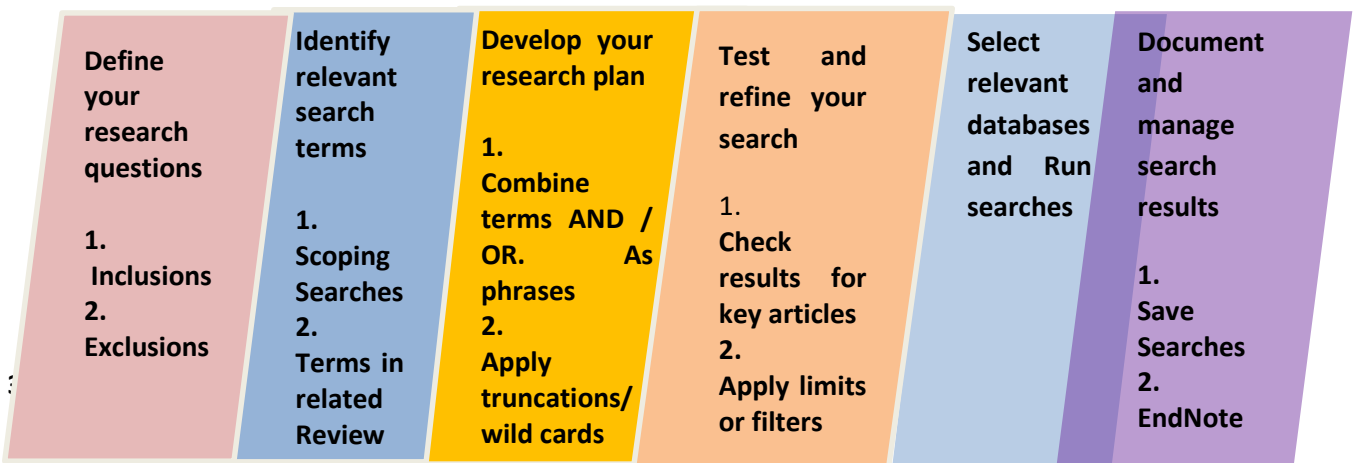 Define
your
research
questions
1.
Inclusions
2.
Exclusions
Identify
relevant
search
terms
1.
Scoping
Searches
2.
Terms in
related
Review
Develop your
research plan
1.
Combine
terms AND /
OR. As
phrases
2.
Apply
truncations/
wild cards
Test and
refine your
search
1.
Check
results for
key articles
2.
Apply limits
or filters
Select
relevant
databases
and Run
searches
Document
and
manage
search
results
1.
Save
Searches
2.
EndNote